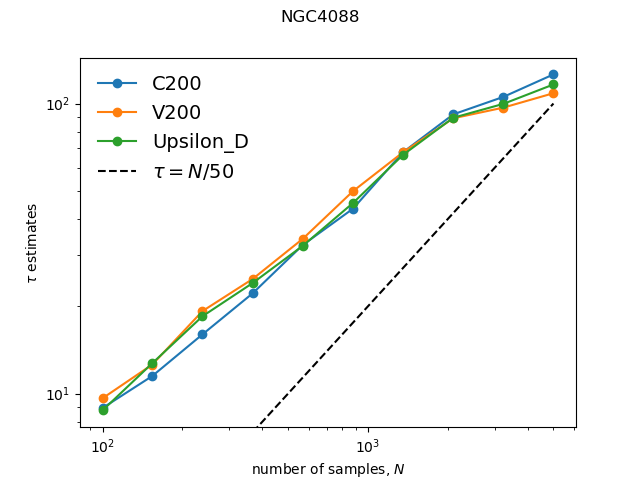 NGC4088
C200
V200
Upsilon_D
τ = N/50
τ estimates
10²
10¹
10²
10³
number of samples, N